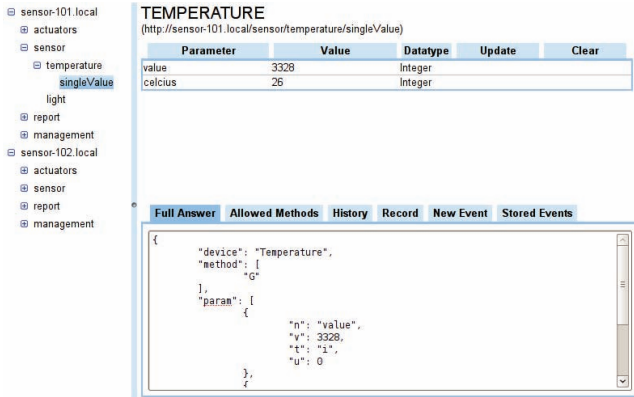 sensor-101.local
actuators
sensor
temperature
singleValue
light
report
management
sensor-102.local
actuators
sensor
report
management
TEMPERATURE
(http://sensor-101.local/sensor/temperature/singleValue)
Parameter Value Datatype Update Clear
value 3328 Integer
celcius 26 Integer
Full Answer Allowed Methods History Record New Event Stored Events
{
"device": "Temperature",
"method": [
"G"
],
"param": [
{
"n": "value",
"v": 3328,
"t": "i",
"u": 0
},
{